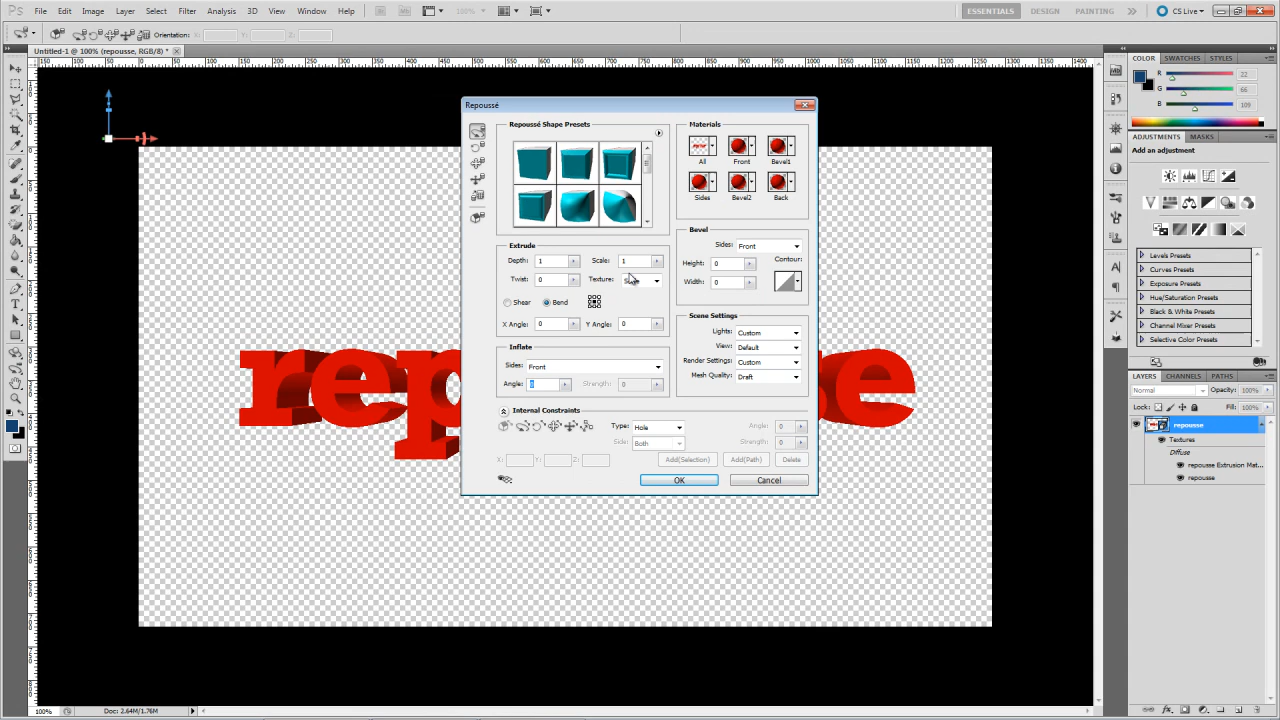 Ps File Edit Image Layer Select Filter Analysis 3D View Window Help Mb 100% ESSENTIALS DESIGN PAINTING CS Live
Orientation: X: Y: Z:
Untitled-1 @ 100% (repousse, RGB/8) *
Repoussé
Repoussé Shape Presets
Extrude
Depth: 1 Scale: 1
Twist: 0 Texture:
Shear Bend
X Angle: 0 Y Angle: 0
Inflate
Sides: Front
Angle: 0 Strength: 0
Internal Constraints
Type: Hole Angle: 0
Side: Both Strength: 0
X: Y: Z: Add(Selection) Add(Path) Delete
OK Cancel
Materials
All Front Bevel1
Sides Bevel2 Back
Bevel
Sides: Front
Height: 0 Contour:
Width: 0
Scene Settings
Lights: Custom
View: Default
Render Settings: Custom
Mesh Quality: Draft
rep e
COLOR SWATCHES STYLES
R 22
G 66
B 109
ADJUSTMENTS MASKS
Add an adjustment
Levels Presets
Curves Presets
Exposure Presets
Hue/Saturation Presets
Black & White Presets
Channel Mixer Presets
Selective Color Presets
LAYERS CHANNELS PATHS
Normal Opacity: 100%
Lock: Fill: 100%
repousse
Textures
Diffuse
repousse Extrusion Mat...
repousse
100% Doc: 2.64M/1.76M